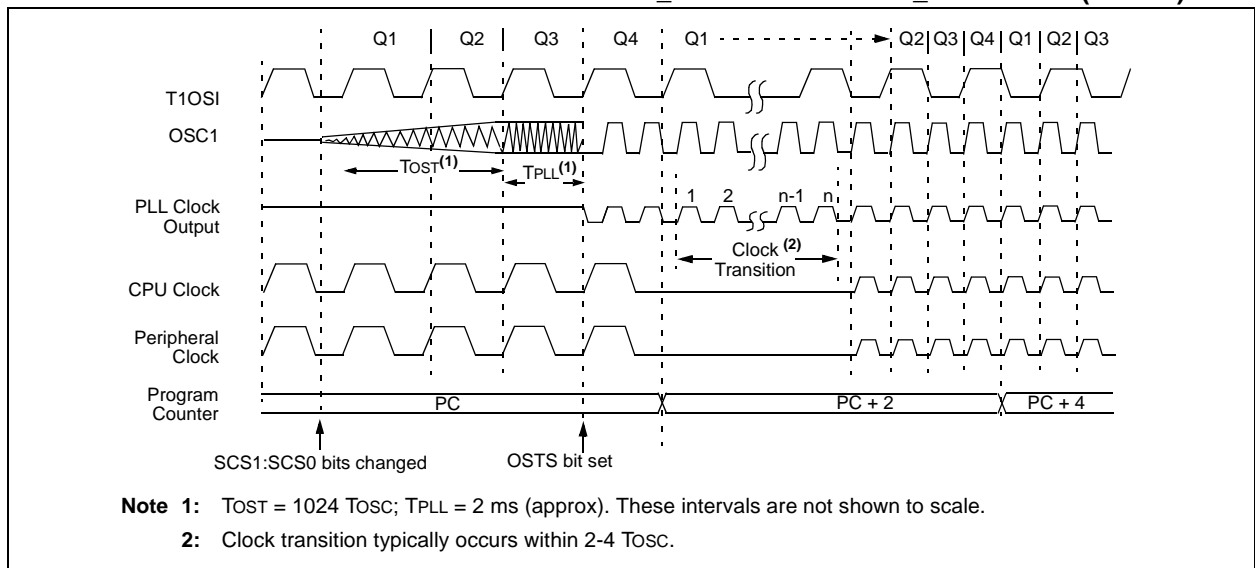 Q1 Q2 Q3 Q4 Q1 Q2 Q3 Q4 Q1 Q2 Q3
T1OSI
OSC1
TOST(1)
TPLL(1)
PLL Clock
Output
1 2 n-1 n
Clock (2)
Transition
CPU Clock
Peripheral
Clock
Program
Counter
PC PC + 2 PC + 4
SCS1:SCS0 bits changed OSTS bit set
Note 1: TOST = 1024 TOSC; TPLL = 2 ms (approx). These intervals are not shown to scale.
2: Clock transition typically occurs within 2-4 TOSC.